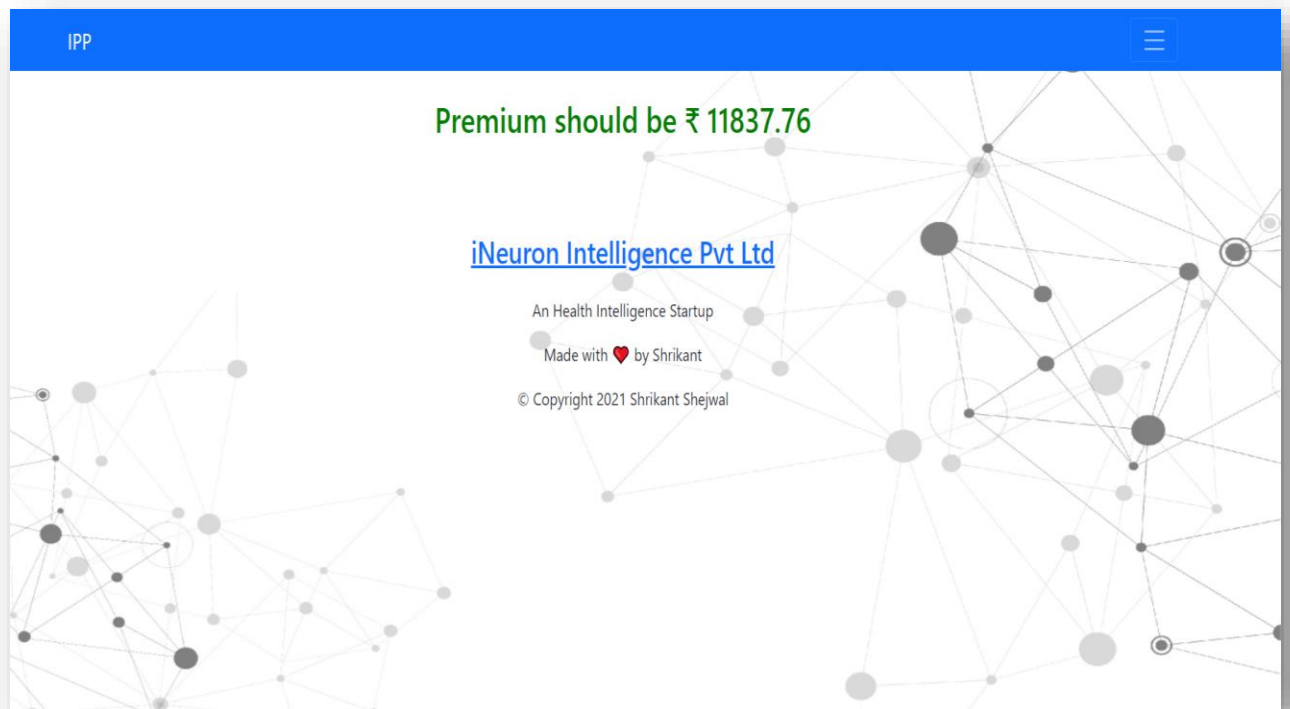 IPP
Premium should be ₹ 11837.76
iNeuron Intelligence Pvt Ltd
An Health Intelligence Startup
Made with ❤ by Shrikant
© Copyright 2021 Shrikant Shejwal